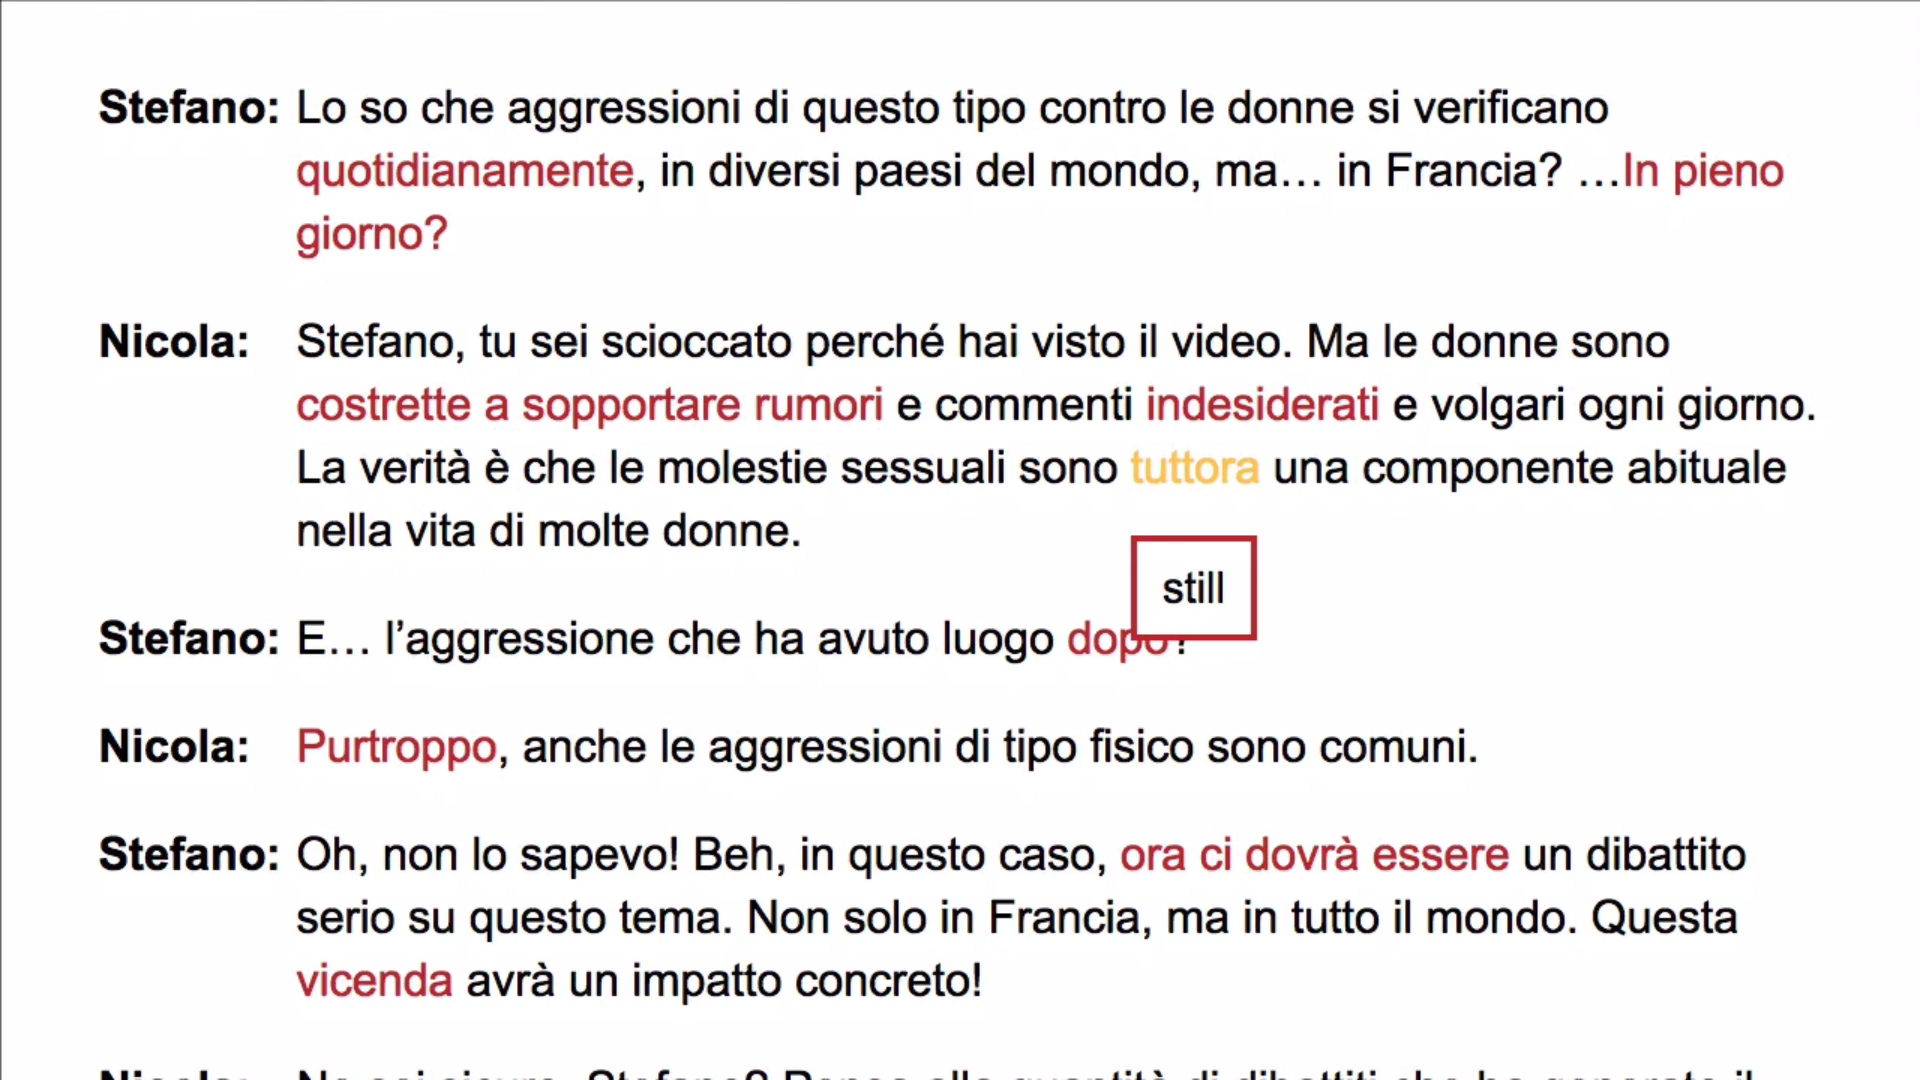 Stefano: Lo so che aggressioni di questo tipo contro le donne si verificano
quotidianamente, in diversi paesi del mondo, ma… in Francia? …In pieno
giorno?
Nicola: Stefano, tu sei scioccato perché hai visto il video. Ma le donne sono
costrette a sopportare rumori e commenti indesiderati e volgari ogni giorno.
La verità è che le molestie sessuali sono tuttora una componente abituale
nella vita di molte donne.
still
Stefano: E… l’aggressione che ha avuto luogo dopo?
Nicola: Purtroppo, anche le aggressioni di tipo fisico sono comuni.
Stefano: Oh, non lo sapevo! Beh, in questo caso, ora ci dovrà essere un dibattito
serio su questo tema. Non solo in Francia, ma in tutto il mondo. Questa
vicenda avrà un impatto concreto!